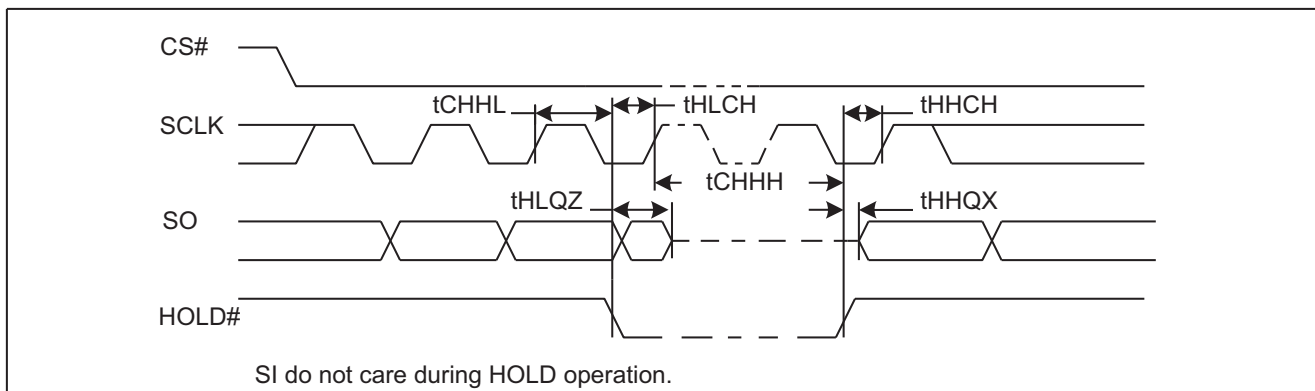 CS#
tCHHL
tHLCH
tHHCH
SCLK
tCHHH
tHLQZ
tHHQX
SO
HOLD#
SI do not care during HOLD operation.